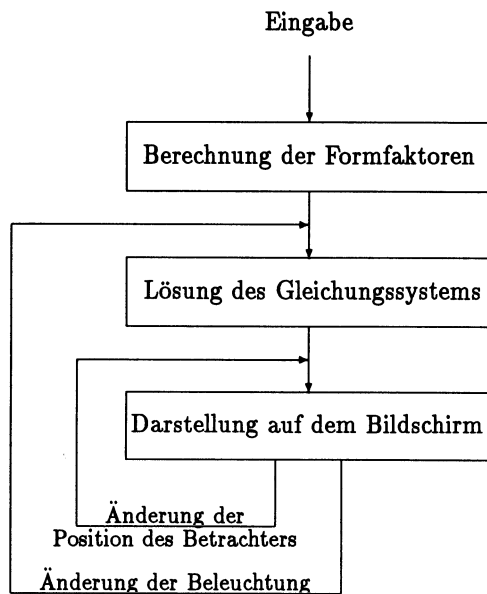 Eingabe
Berechnung der Formfaktoren
Lösung des Gleichungssystems
Darstellung auf dem Bildschirm
Änderung der
Position des Betrachters
Änderung der Beleuchtung